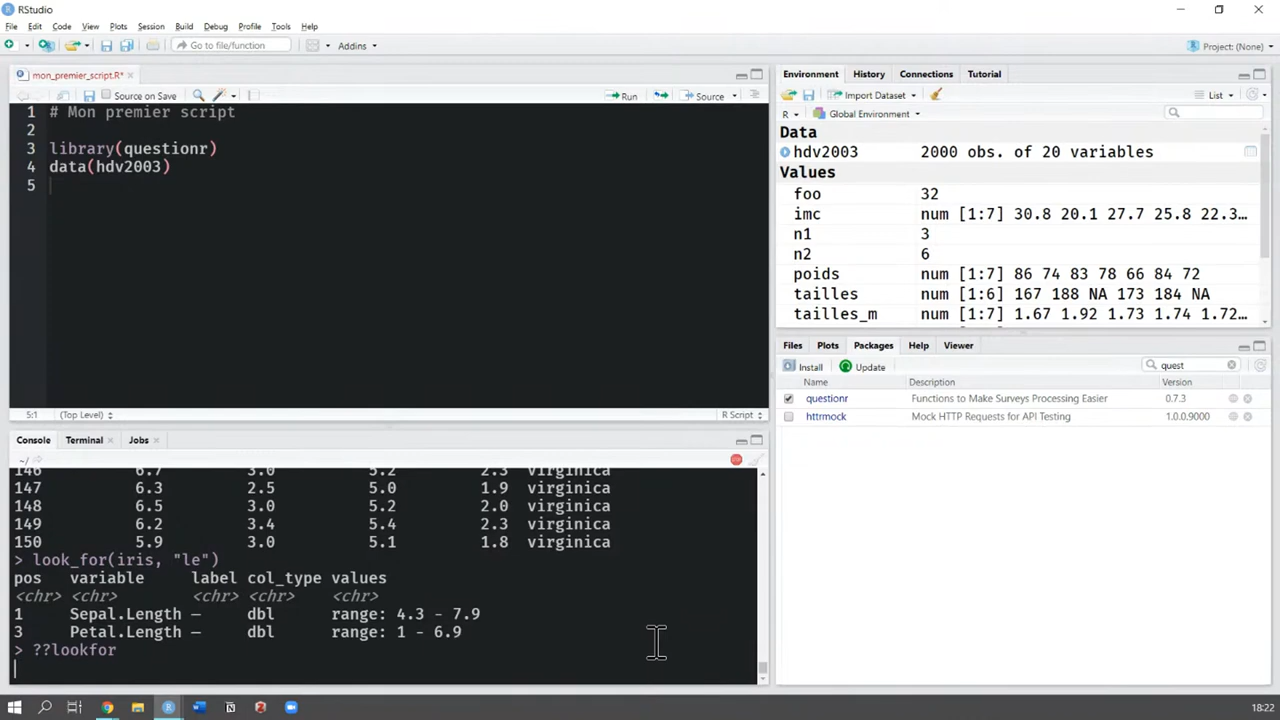 RStudio
File Edit Code View Plots Session Build Debug Profile Tools Help
Go to file/function
Addins
Project: (None)
mon_premier_script.R*
Source on Save
Run
Source
1 # Mon premier script
2
3 library(questionr)
4 data(hdv2003)
5
5:1 (Top Level) R Script
Console Terminal Jobs
~/
146 6.7 3.0 5.2 2.3 virginica
147 6.3 2.5 5.0 1.9 virginica
148 6.5 3.0 5.2 2.0 virginica
149 6.2 3.4 5.4 2.3 virginica
150 5.9 3.0 5.1 1.8 virginica
> look_for(iris, "le")
pos variable label col_type values
<chr> <chr> <chr> <chr> <chr>
1 Sepal.Length — dbl range: 4.3 - 7.9
3 Petal.Length — dbl range: 1 - 6.9
> ??lookfor
Environment History Connections Tutorial
Import Dataset
List
R Global Environment
Data
hdv2003 2000 obs. of 20 variables
Values
foo 32
imc num [1:7] 30.8 20.1 27.7 25.8 22.3…
n1 3
n2 6
poids num [1:7] 86 74 83 78 66 84 72
tailles num [1:6] 167 188 NA 173 184 NA
tailles_m num [1:7] 1.67 1.92 1.73 1.74 1.72…
Files Plots Packages Help Viewer
Install Update quest
Name Description Version
questionr Functions to Make Surveys Processing Easier 0.7.3
httrmock Mock HTTP Requests for API Testing 1.0.0.9000
18:22